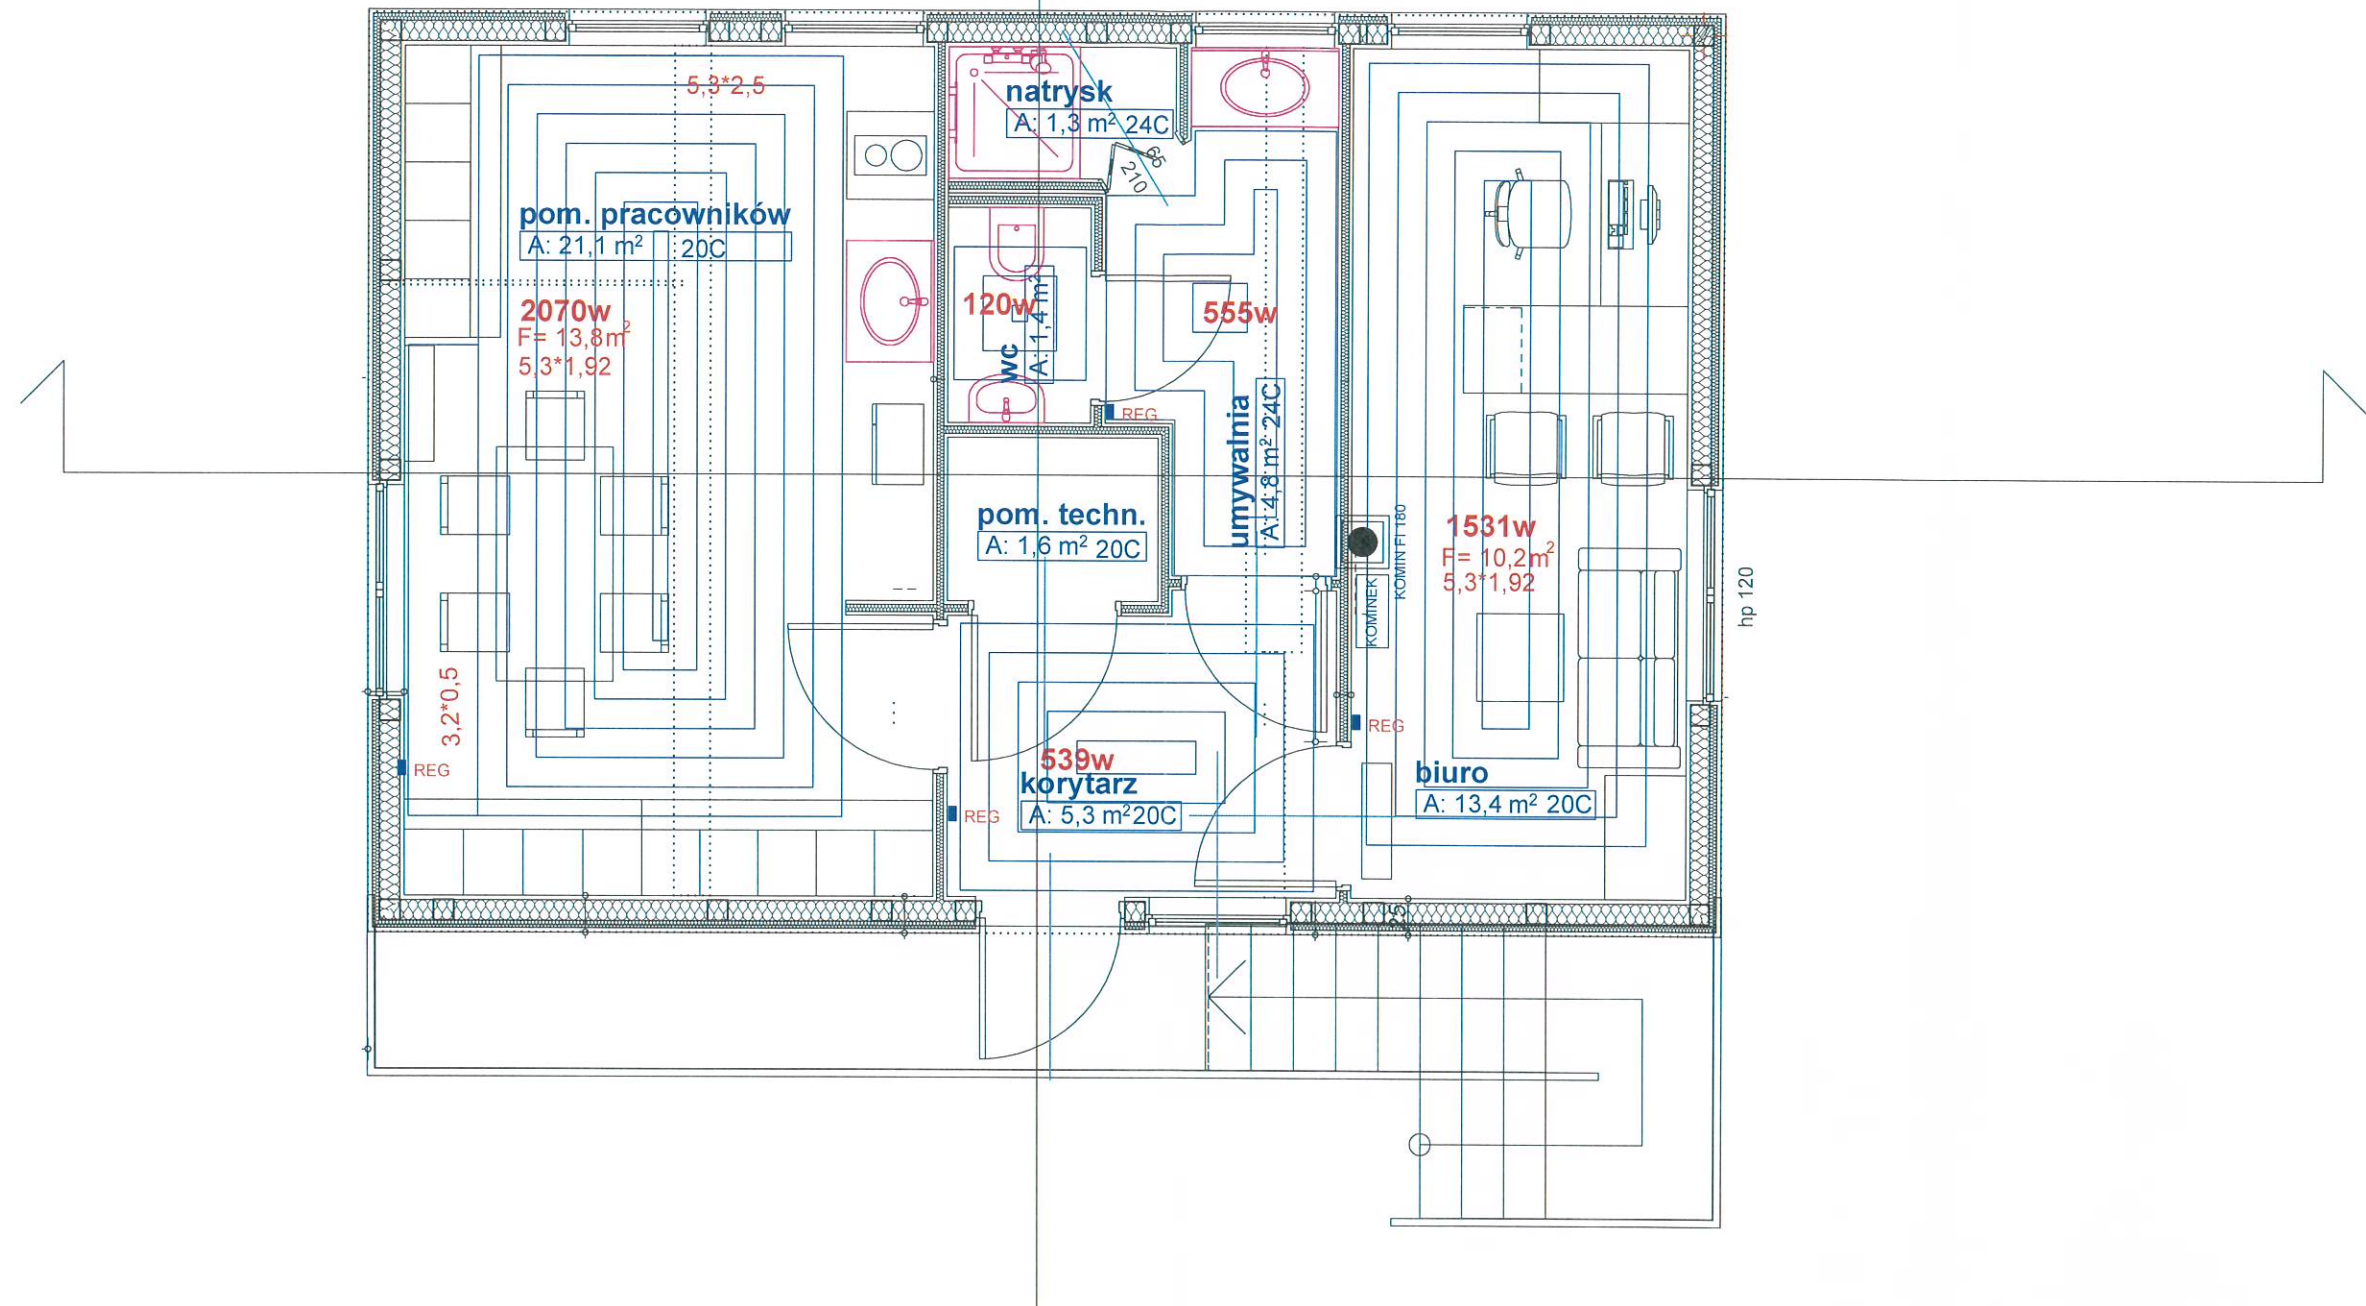 5,3*2,5
natrysk
A: 1,3 m² 24C
65
210
pom. pracowników
A: 21,1 m² 20C
2070w
F= 13,8m²
5,3*1,92
120w
wc
A: 1,4 m²
555w
REG
umywalnia
A: 4,8 m² 24C
pom. techn.
A: 1,6 m² 20C
KOMIN FI 180
KOMINEK
1531w
F= 10,2m²
5,3*1,92
hp 120
3,2*0,5
REG
REG
539w
korytarz
A: 5,3 m² 20C
REG
biuro
A: 13,4 m² 20C